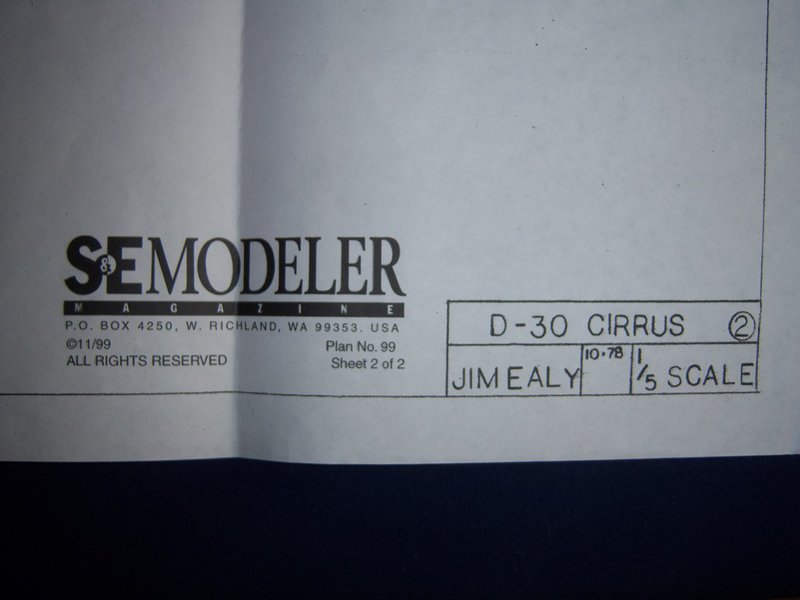 S&E MODELER
MAGAZINE
P.O. BOX 4250, W. RICHLAND, WA 99353. USA
©11/99
Plan No. 99
ALL RIGHTS RESERVED
Sheet 2 of 2
D-30 CIRRUS 2
JIM EALY 10.78 1/5 SCALE